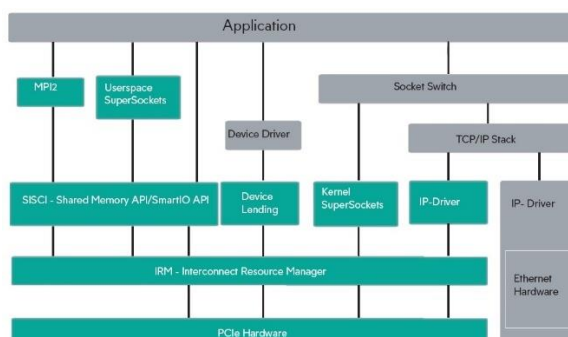 Application
MPI2
Userspace
SuperSockets
Socket Switch
Device Driver
TCP/IP Stack
SISCI - Shared Memory API/SmartIO API
Device
Lending
Kernel
SuperSockets
IP-Driver
IP- Driver
IRM - Interconnect Resource Manager
Ethernet
Hardware
PCIe Hardware